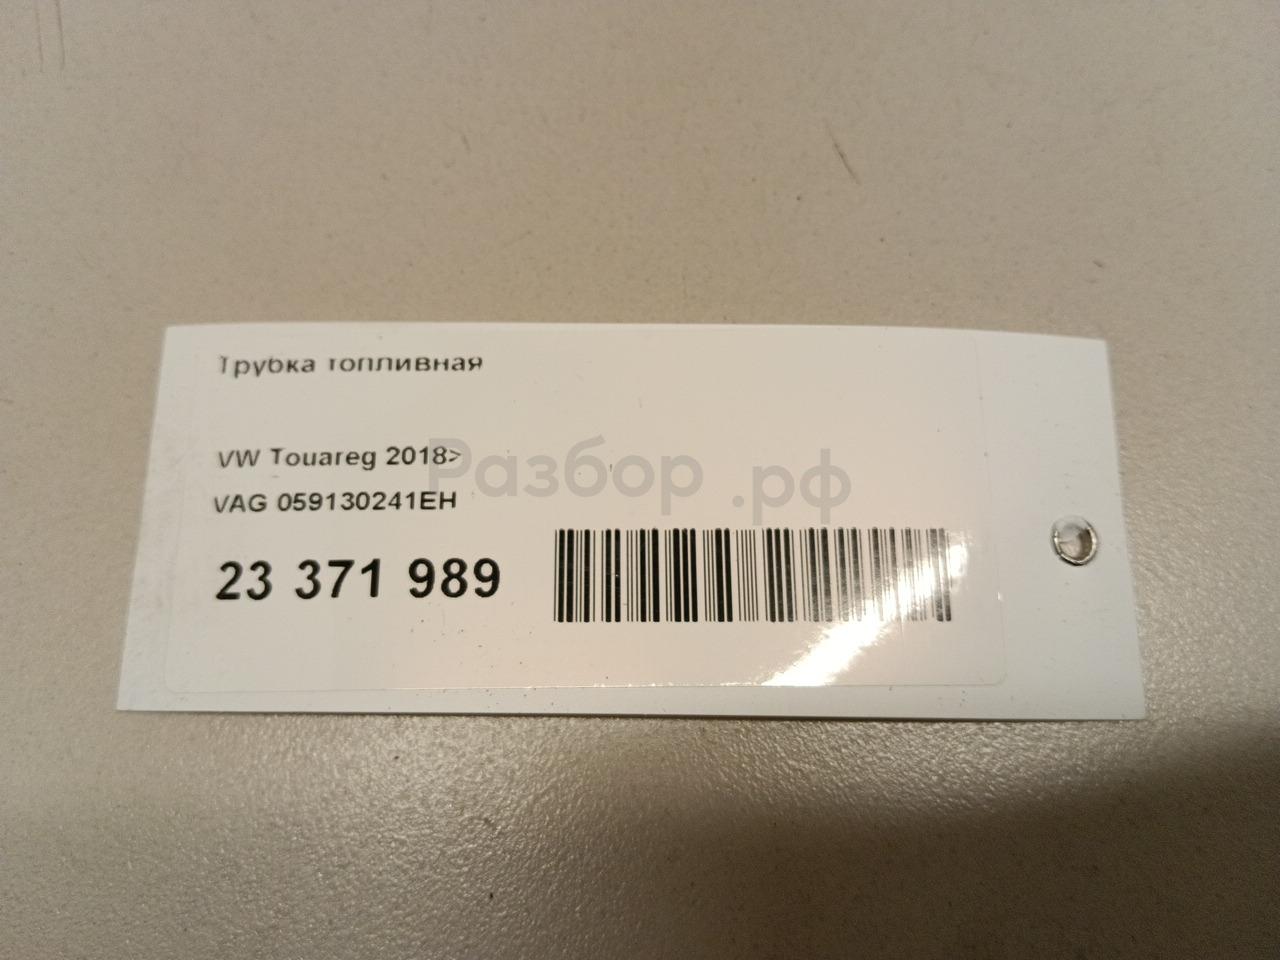 Трубка топливная
VW Touareg 2018>
Разбор.рф
VAG 059130241EH
23 371 989